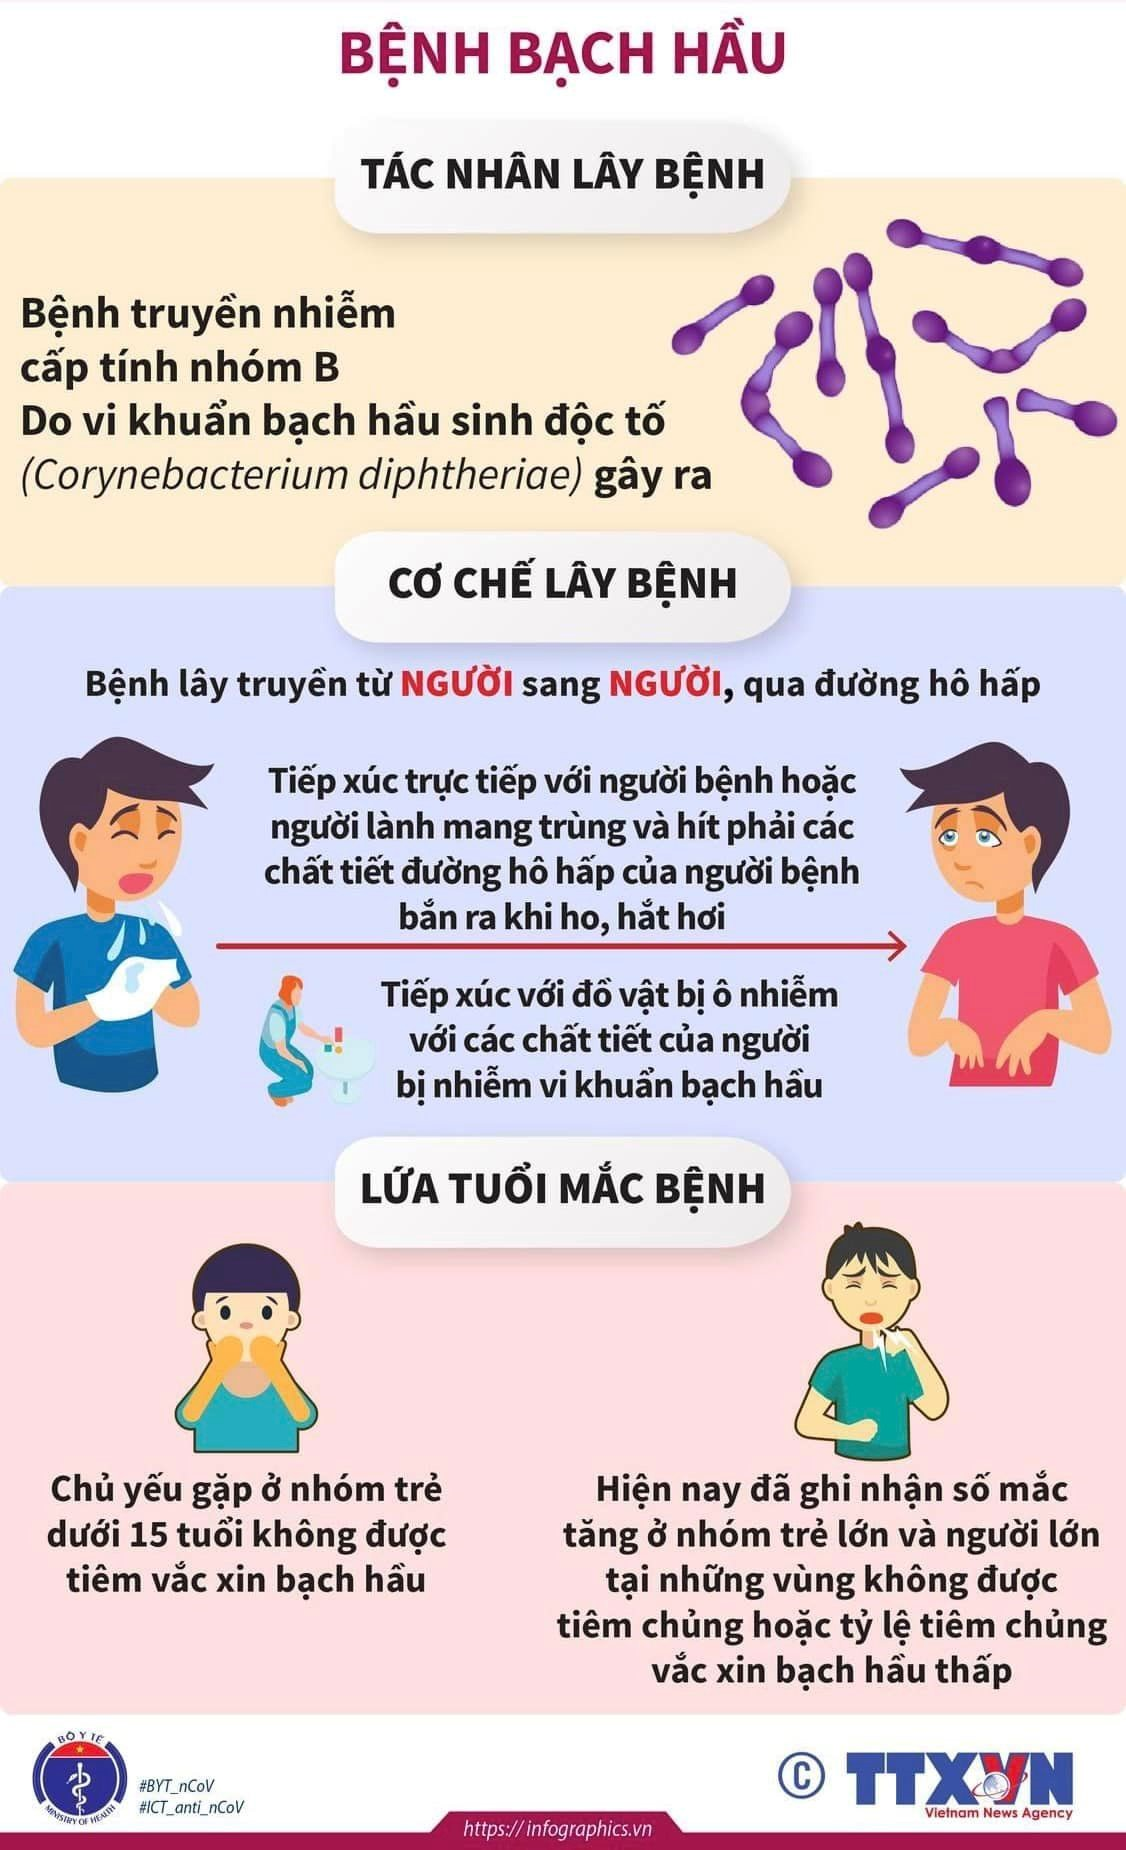 BỆNH BẠCH HẦU
TÁC NHÂN LÂY BỆNH
Bệnh truyền nhiễm
cấp tính nhóm B
Do vi khuẩn bạch hầu sinh độc tố
(Corynebacterium diphtheriae) gây ra
CƠ CHẾ LÂY BỆNH
Bệnh lây truyền từ NGƯỜI sang NGƯỜI, qua đường hô hấp
Tiếp xúc trực tiếp với người bệnh hoặc
người lành mang trùng và hít phải các
chất tiết đường hô hấp của người bệnh
bắn ra khi ho, hắt hơi
Tiếp xúc với đồ vật bị ô nhiễm
với các chất tiết của người
bị nhiễm vi khuẩn bạch hầu
LỨA TUỔI MẮC BỆNH
Chủ yếu gặp ở nhóm trẻ
dưới 15 tuổi không được
tiêm vắc xin bạch hầu
Hiện nay đã ghi nhận số mắc
tăng ở nhóm trẻ lớn và người lớn
tại những vùng không được
tiêm chủng hoặc tỷ lệ tiêm chủng
vắc xin bạch hầu thấp
BỘ Y TẾ
MINISTRY OF HEALTH
#BYT_nCoV
#ICT_anti_nCoV
© TTXVN
Vietnam News Agency
https://infographics.vn